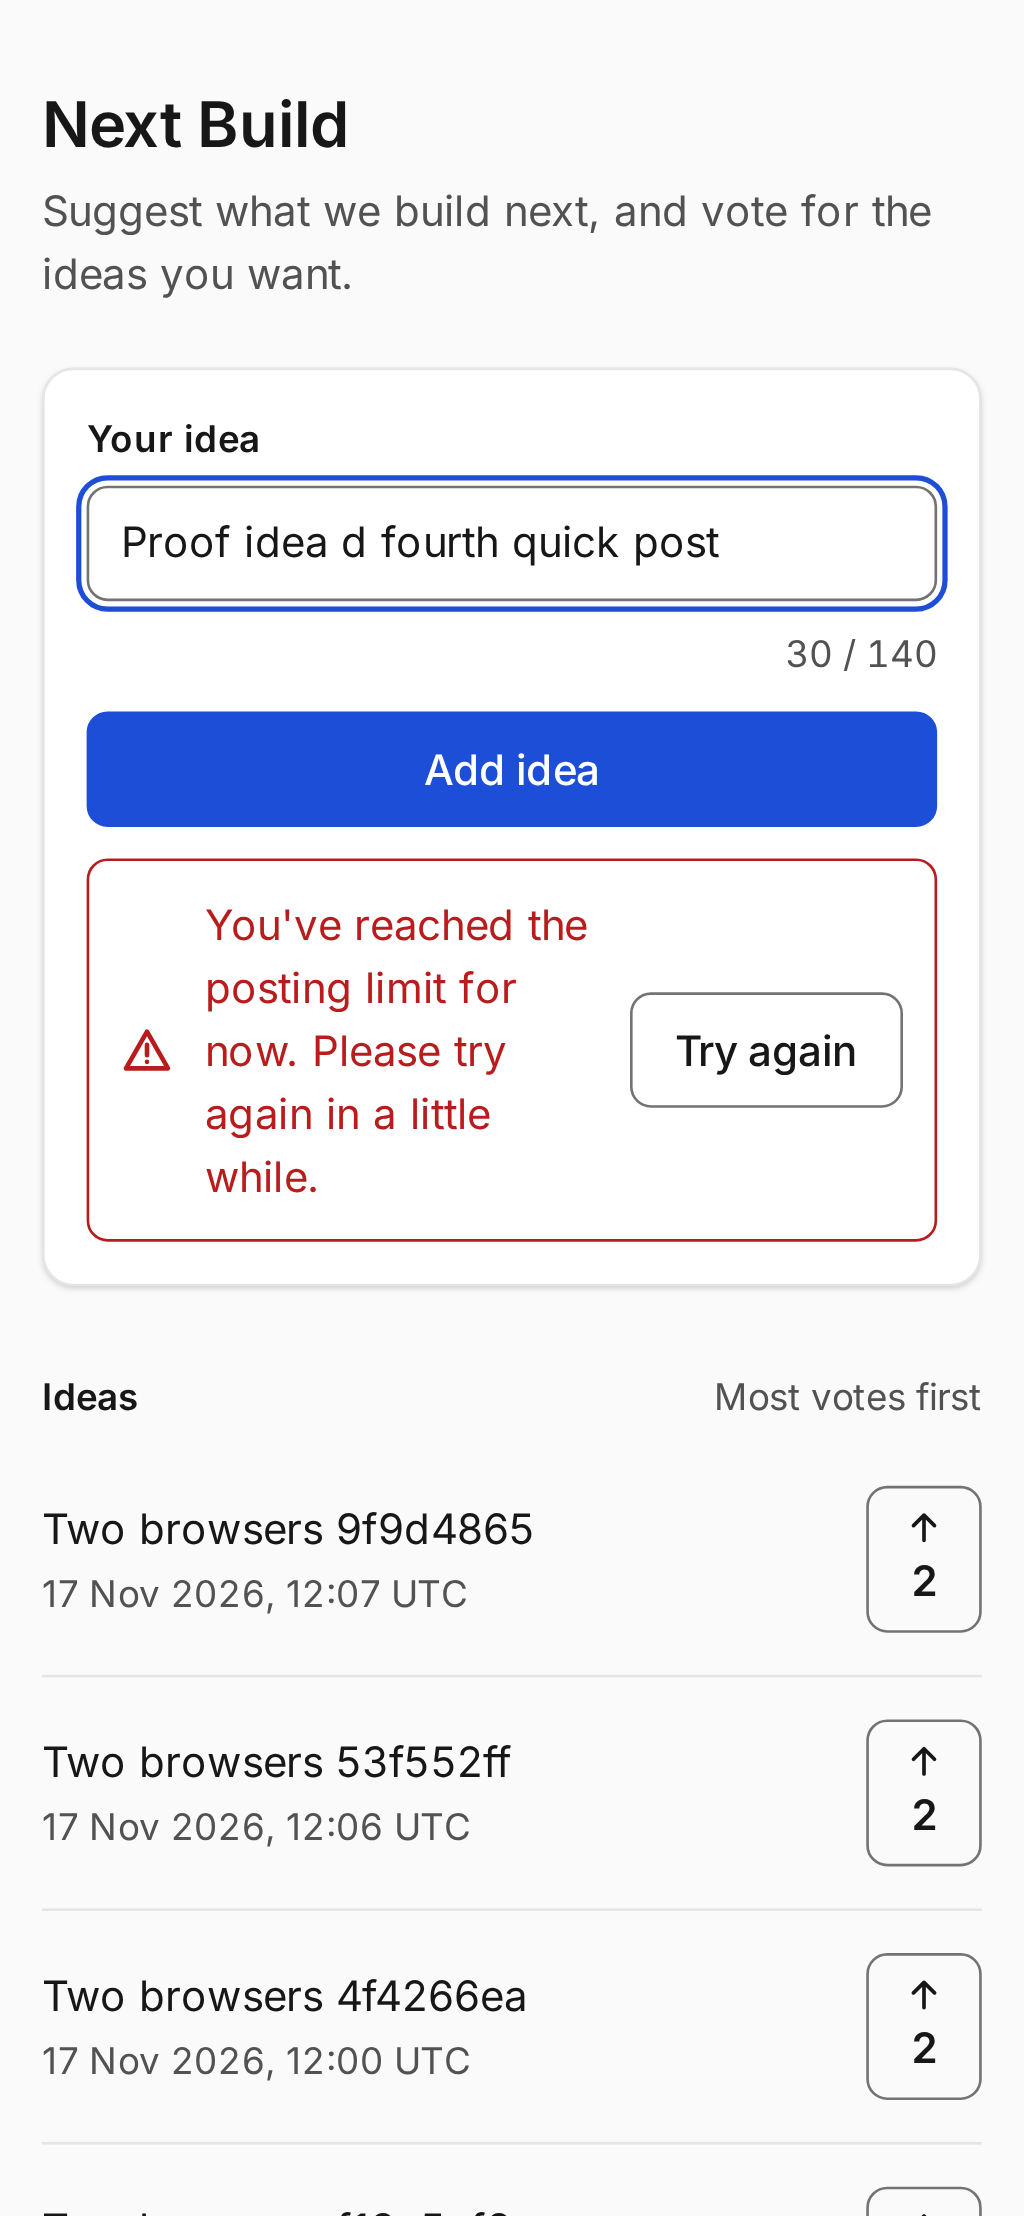 Next Build
Suggest what we build next, and vote for the
ideas you want.
Your idea
Proof idea d fourth quick post
30 / 140
Add idea
You've reached the
posting limit for
now. Please try
again in a little
while.
Try again
Ideas
Most votes first
Two browsers 9f9d4865
17 Nov 2026, 12:07 UTC
2
Two browsers 53f552ff
17 Nov 2026, 12:06 UTC
2
Two browsers 4f4266ea
17 Nov 2026, 12:00 UTC
2